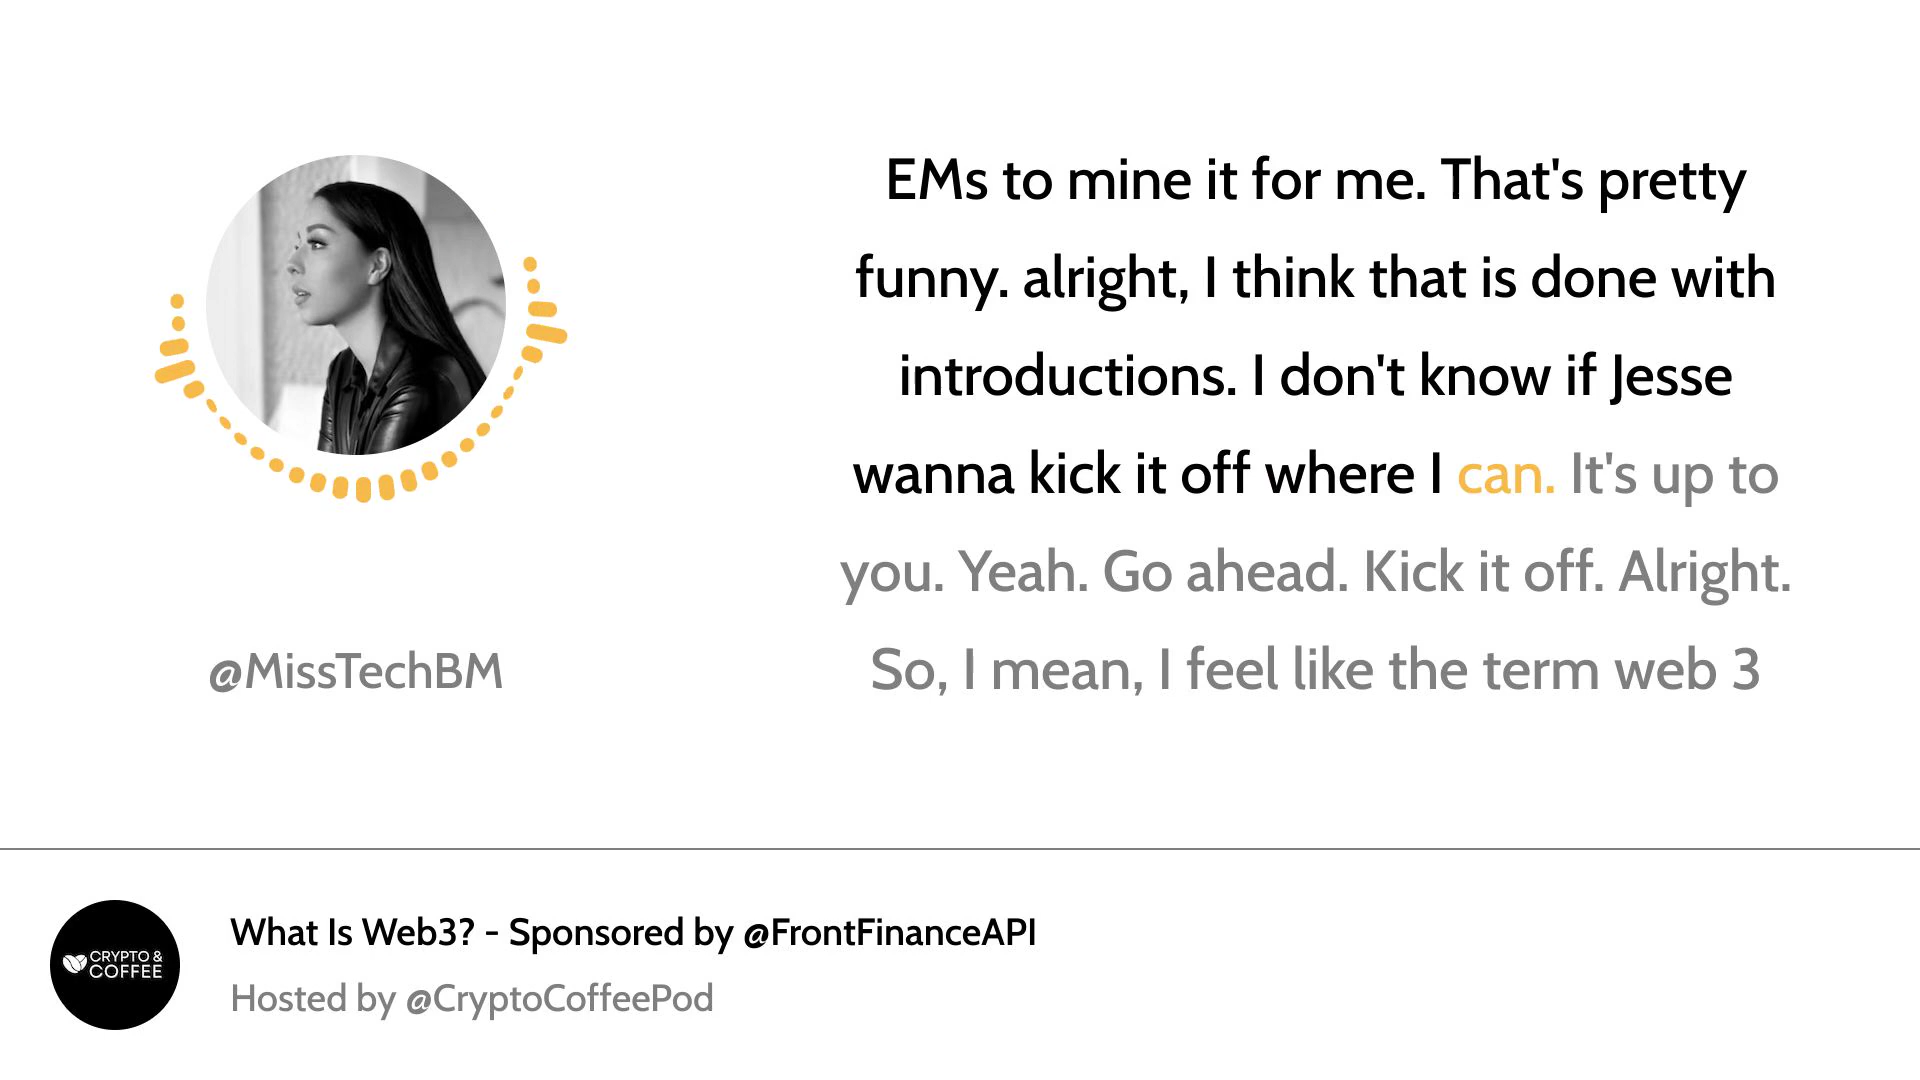 EMs to mine it for me. That's pretty
funny. alright, I think that is done with
introductions. I don't know if Jesse
wanna kick it off where I can. It's up to
you. Yeah. Go ahead. Kick it off. Alright.
So, I mean, I feel like the term web 3
@MissTechBM
CRYPTO &
COFFEE
What Is Web3? - Sponsored by @FrontFinanceAPI
Hosted by @CryptoCoffeePod